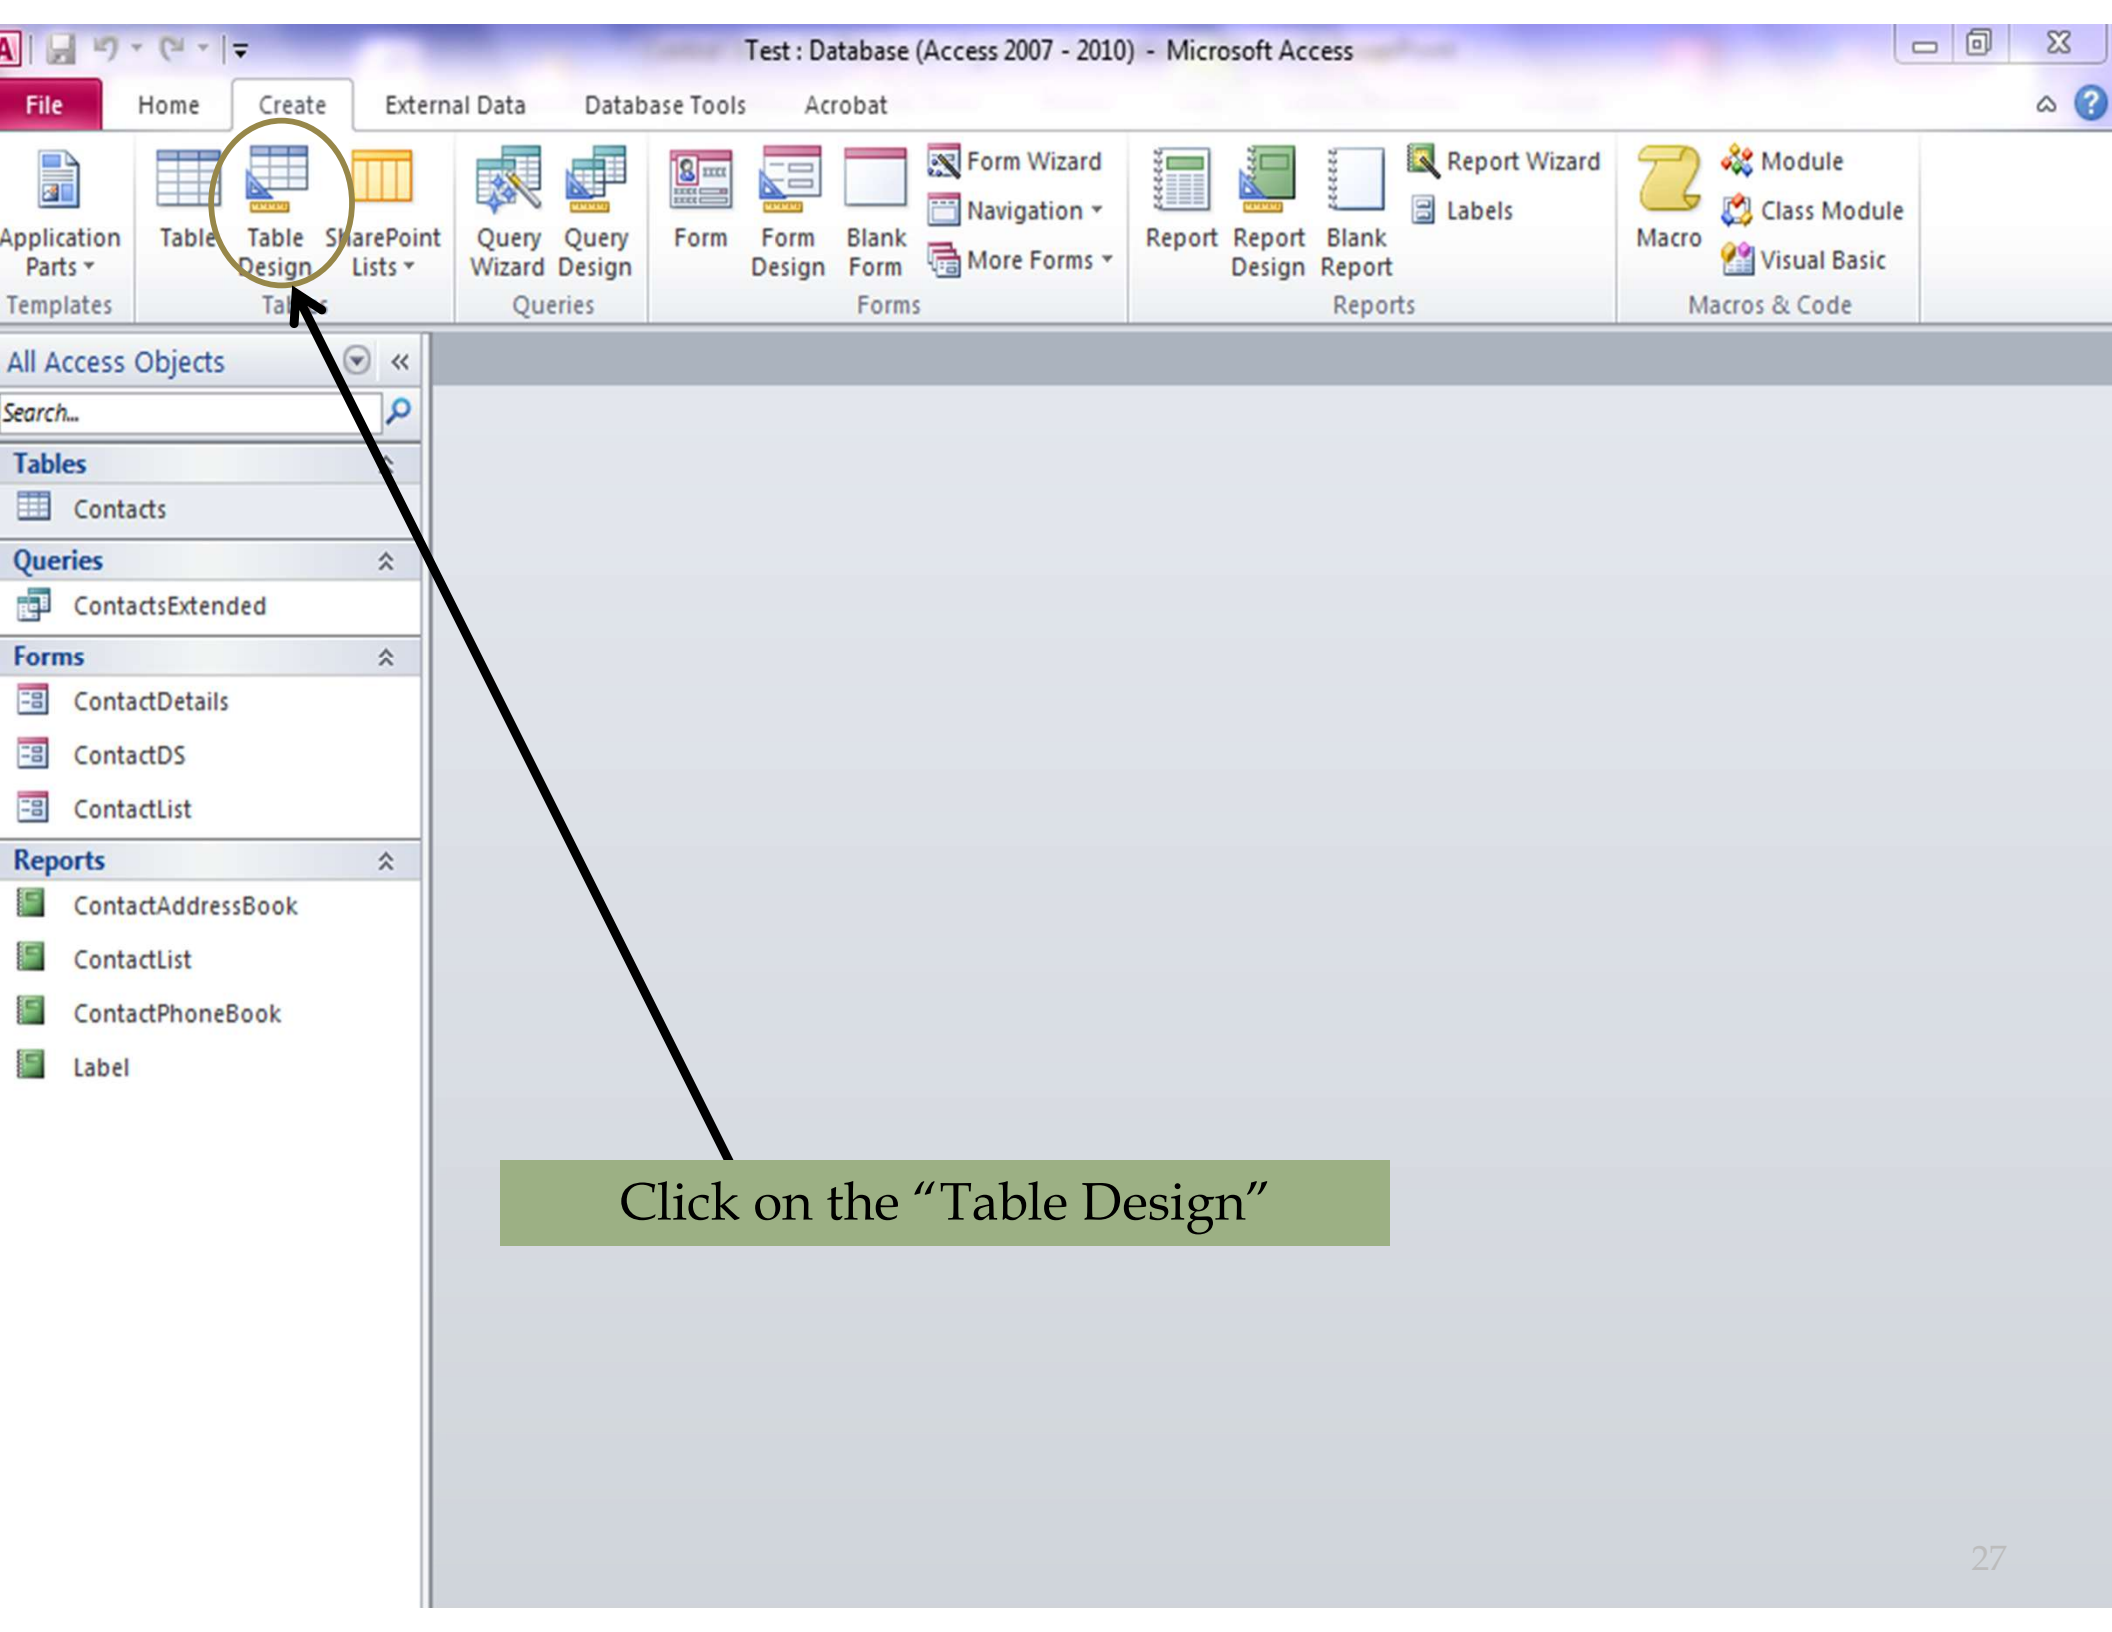 A
Test : Database (Access 2007 - 2010) - Microsoft Access
File Home Create External Data Database Tools Acrobat
Application Parts
Table
Table Design
SharePoint Lists
Query Wizard
Query Design
Form
Form Design
Blank Form
Form Wizard
Navigation
More Forms
Report
Report Design
Blank Report
Report Wizard
Labels
Macro
Module
Class Module
Visual Basic
Templates Tables Queries Forms Reports Macros & Code
All Access Objects
Search...
Tables
Contacts
Queries
ContactsExtended
Forms
ContactDetails
ContactDS
ContactList
Reports
ContactAddressBook
ContactList
ContactPhoneBook
Label
Click on the “Table Design”
27